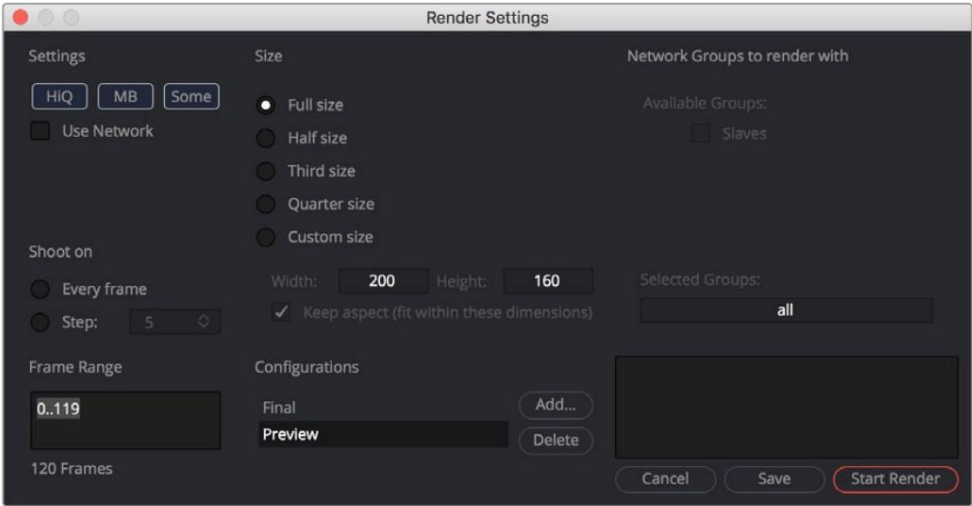 Render Settings
Settings
Size
Network Groups to render with
HiQ MB Some
Use Network
Full size
Half size
Third size
Quarter size
Custom size
Available Groups:
Slaves
Shoot on
Every frame
Step: 5
Width: 200 Height: 160
Keep aspect (fit within these dimensions)
Selected Groups:
all
Frame Range
0..119
120 Frames
Configurations
Final
Preview
Add...
Delete
Cancel Save Start Render